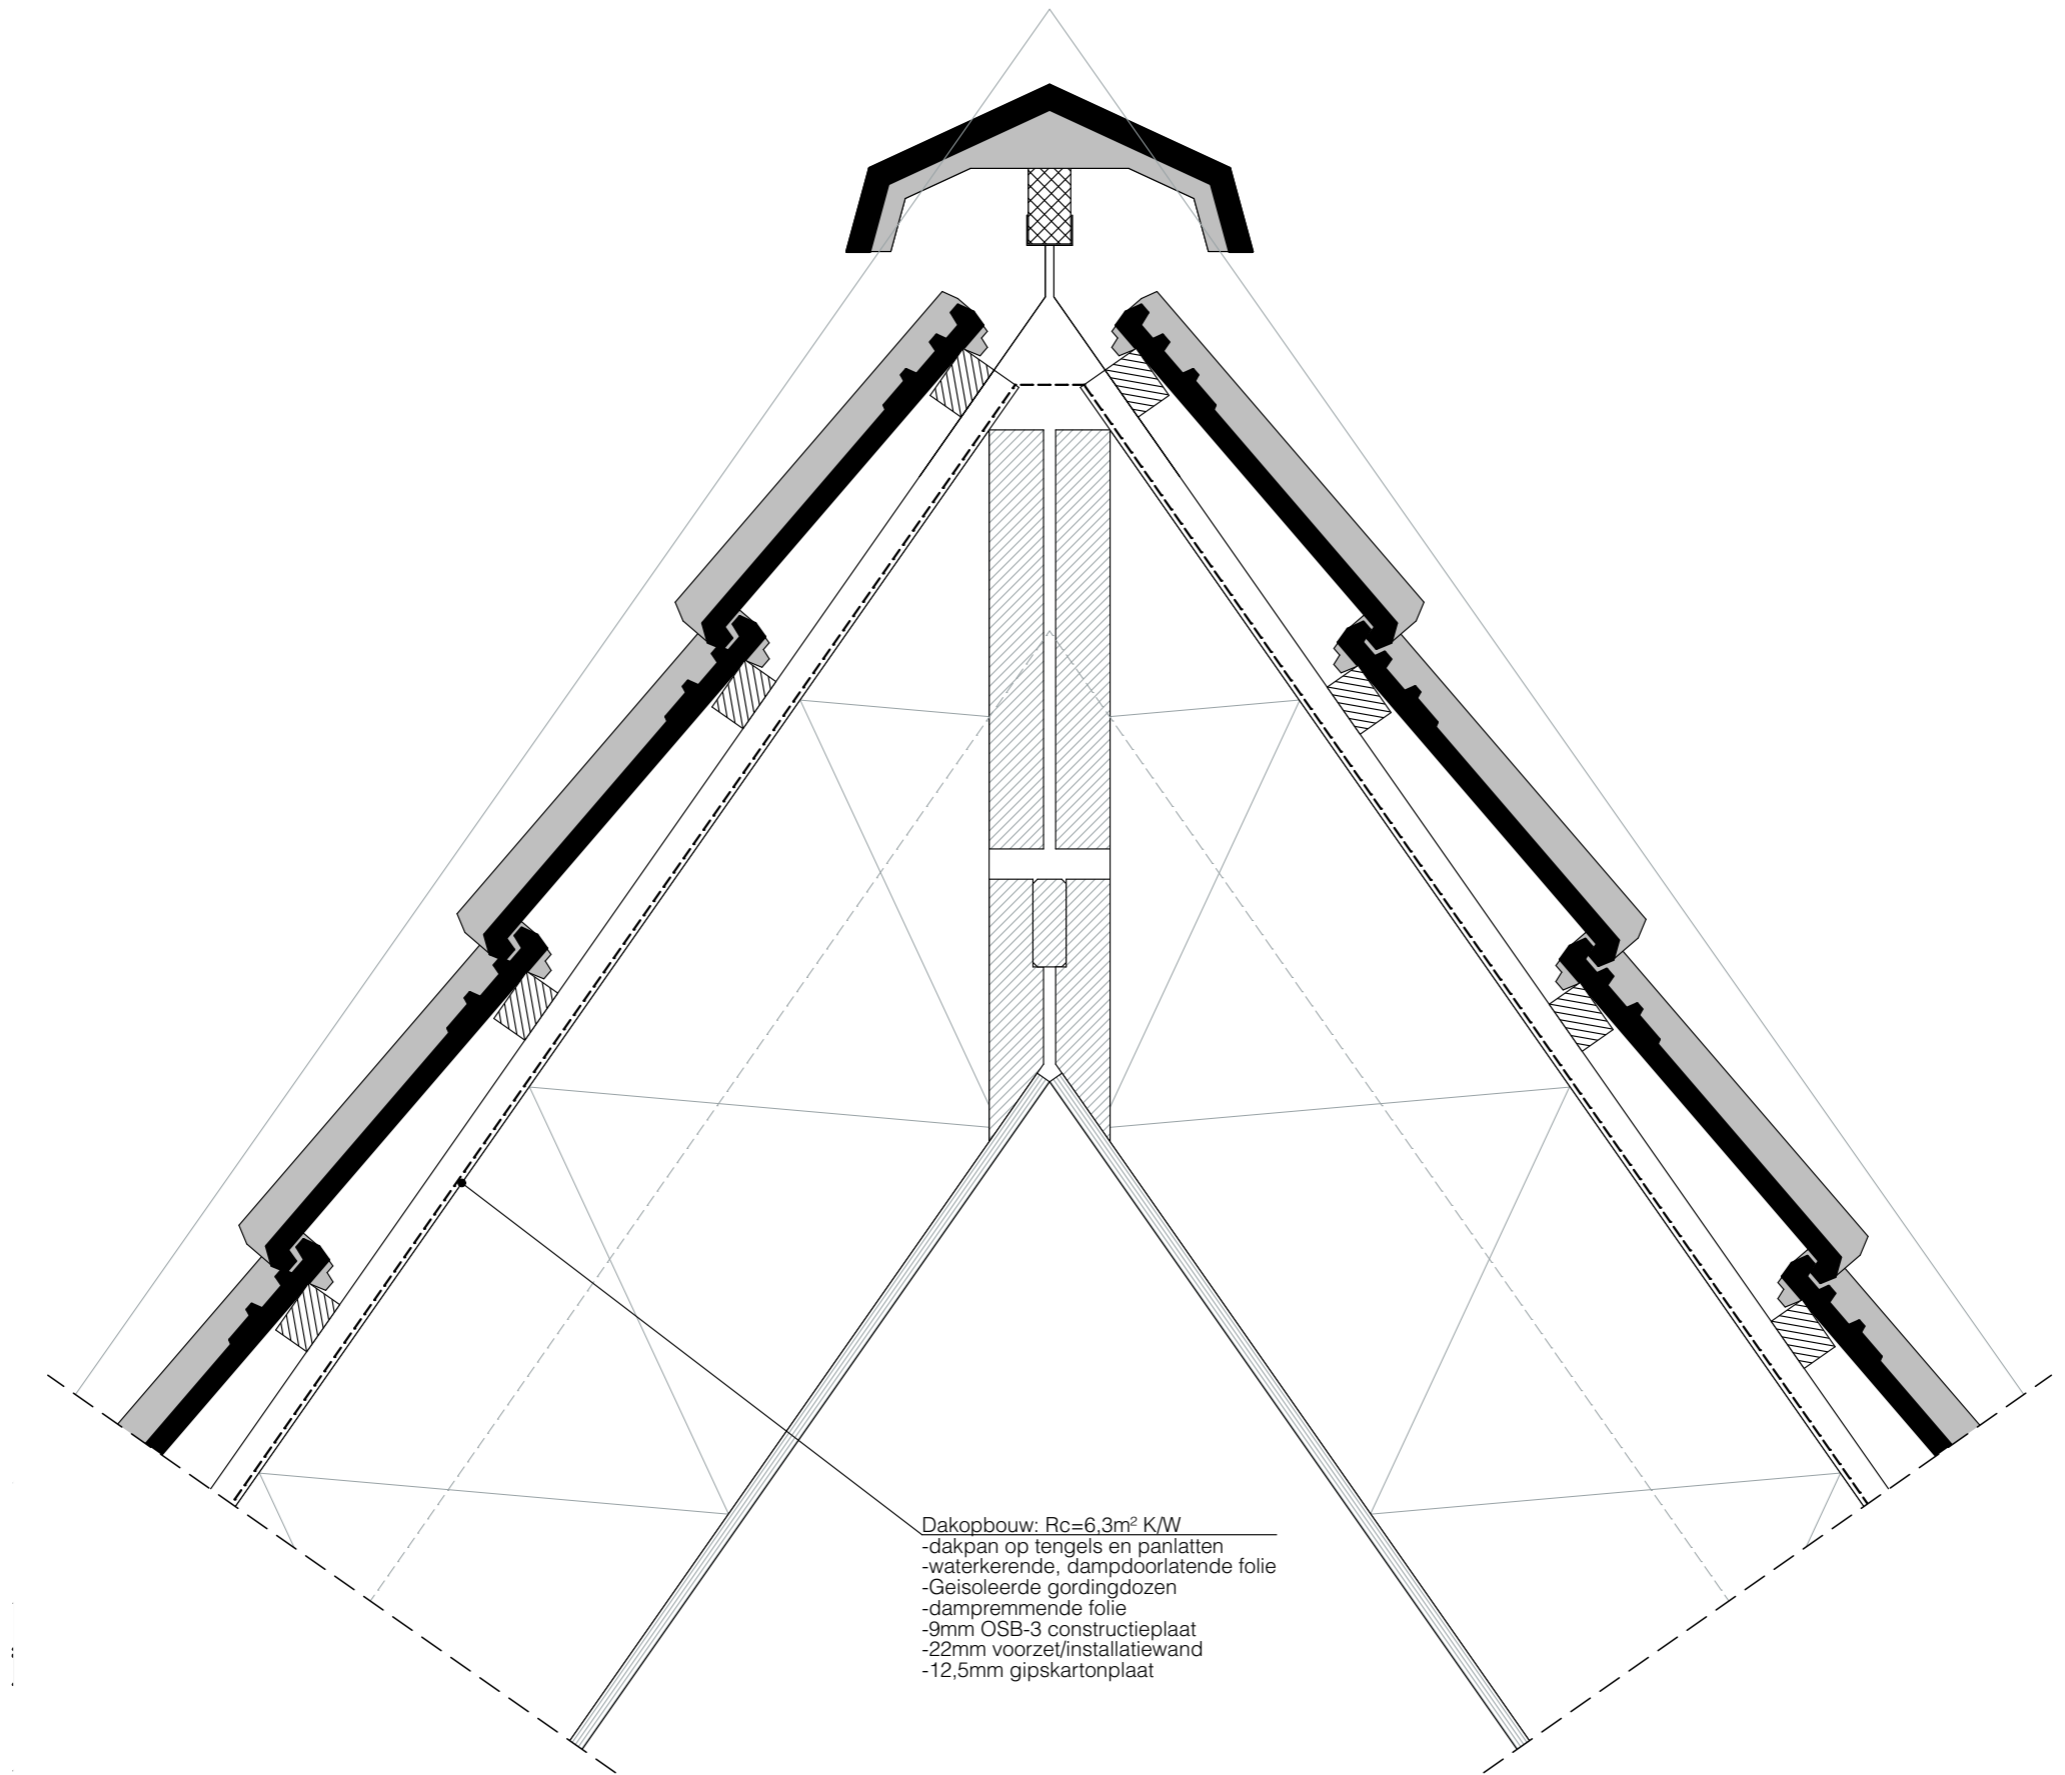 Dakopbouw: Rc=6,3m² K/W
-dakpan op tengels en panlatten
-waterkerende, dampdoorlatende folie
-Geisoleerde gordingdozen
-dampremmende folie
-9mm OSB-3 constructieplaat
-22mm voorzet/installatiewand
-12,5mm gipskartonplaat